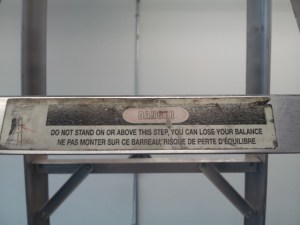 DANGER
DO NOT STAND ON OR ABOVE THIS STEP, YOU CAN LOSE YOUR BALANCE
NE PAS MONTER SUR CE BARREAU, RISQUE DE PERTE D'ÉQUILIBRE